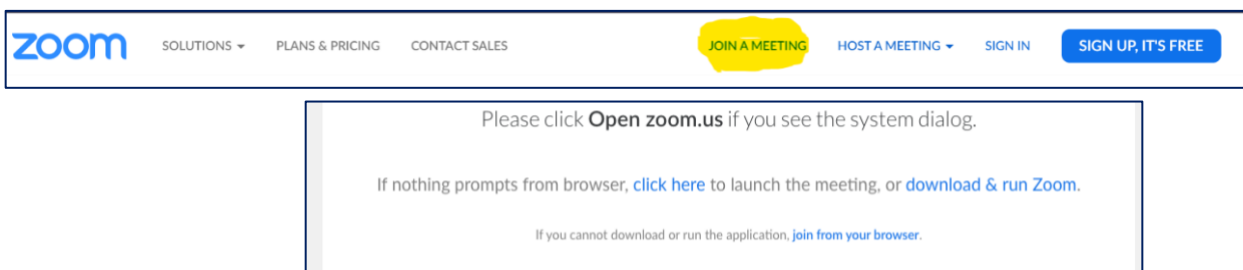 zoom SOLUTIONS PLANS & PRICING CONTACT SALES JOIN A MEETING HOST A MEETING SIGN IN SIGN UP, IT'S FREE
Please click Open zoom.us if you see the system dialog.
If nothing prompts from browser, click here to launch the meeting, or download & run Zoom.
If you cannot download or run the application, join from your browser.